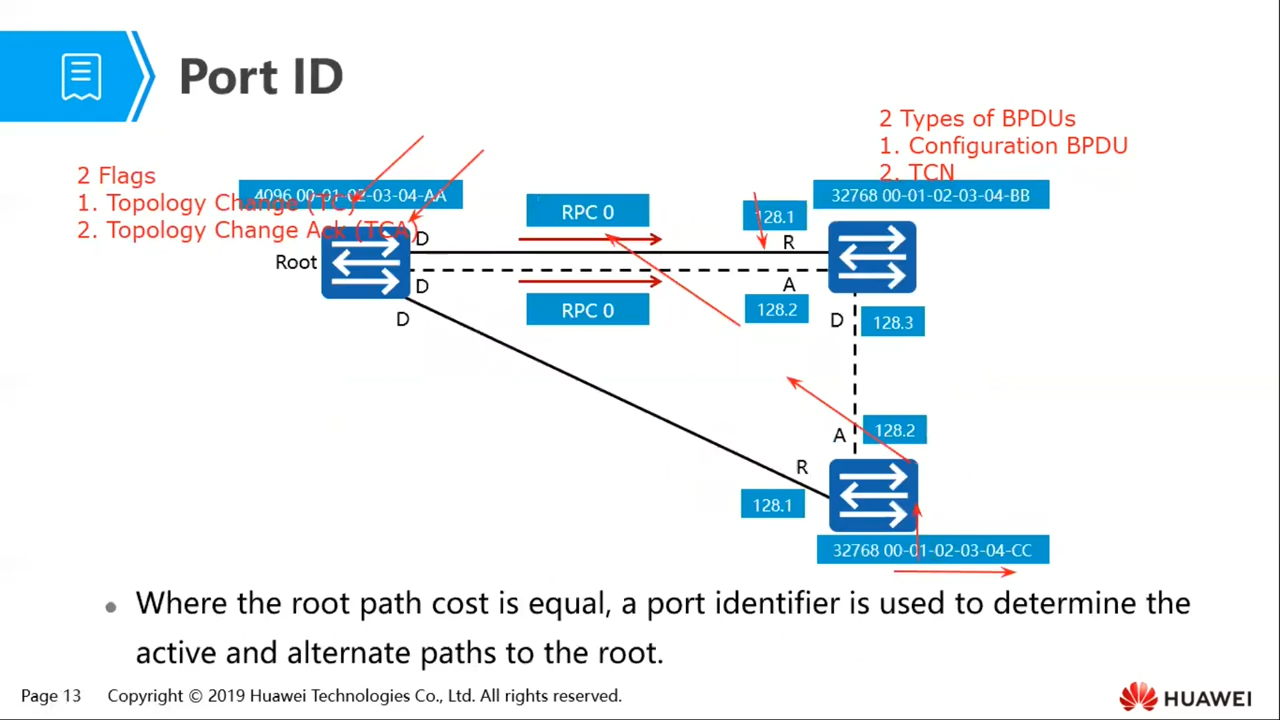 Port ID
2 Types of BPDUs
1. Configuration BPDU
2. TCN
2 Flags
1. Topology Change (TC)
2. Topology Change Ack (TCA)
4096 00-01-02-03-04-AA
RPC 0
128.1
32768 00-01-02-03-04-BB
D
R
Root
D
A
RPC 0
128.2
D
D
128.3
A
128.2
R
128.1
32768 00-01-02-03-04-CC
Where the root path cost is equal, a port identifier is used to determine the
active and alternate paths to the root.
Page 13
Copyright © 2019 Huawei Technologies Co., Ltd. All rights reserved.
HUAWEI